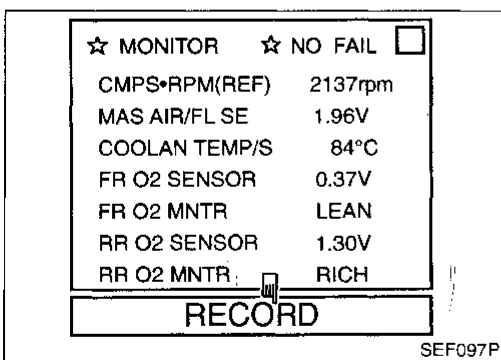 ☆ MONITOR ☆ NO FAIL
CMPS•RPM(REF) 2137rpm
MAS AIR/FL SE 1.96V
COOLAN TEMP/S 84°C
FR O2 SENSOR 0.37V
FR O2 MNTR LEAN
RR O2 SENSOR 1.30V
RR O2 MNTR RICH
RECORD
SEF097P